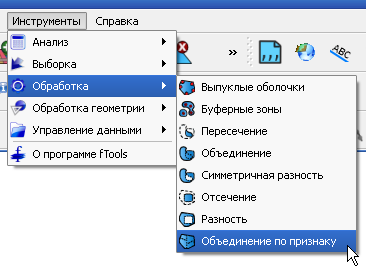 Инструменты Справка
Анализ
Выборка
Обработка
Обработка геометрии
Управление данными
О программе fTools
»
ABC
Выпуклые оболочки
Буферные зоны
Пересечение
Объединение
Симметричная разность
Отсечение
Разность
Объединение по признаку